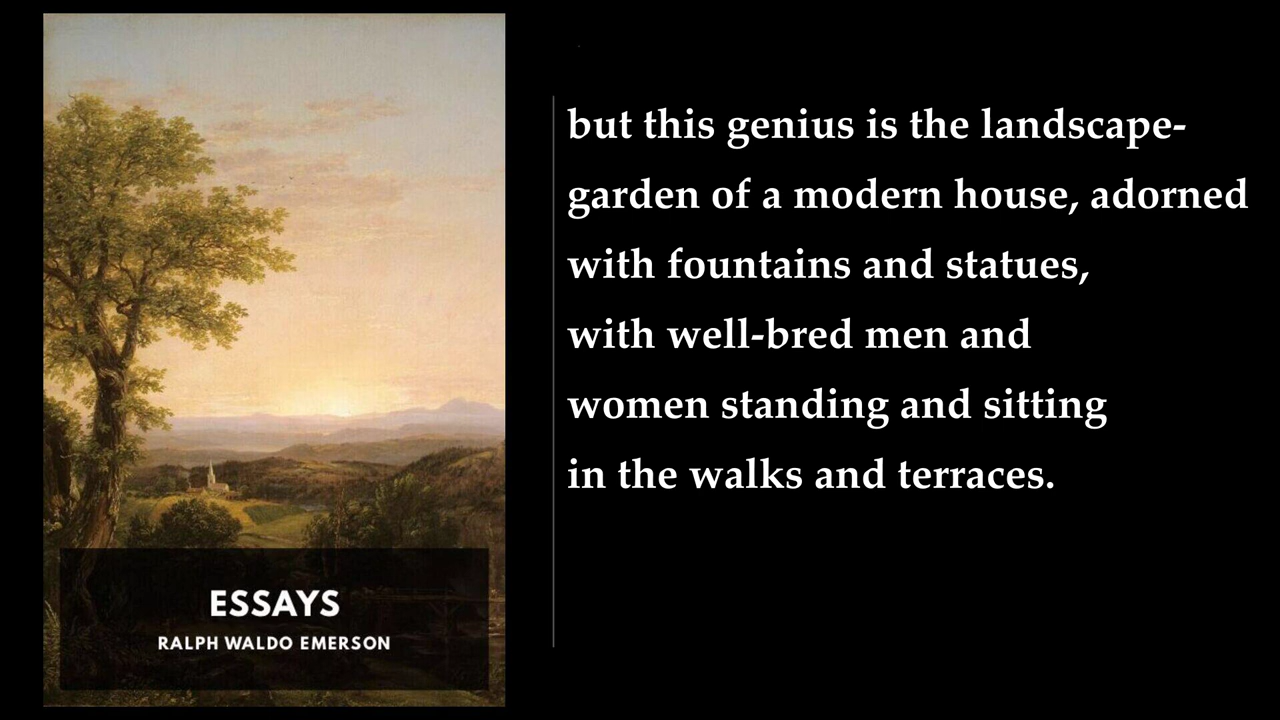 ESSAYS
RALPH WALDO EMERSON
but this genius is the landscape-
garden of a modern house, adorned
with fountains and statues,
with well-bred men and
women standing and sitting
in the walks and terraces.